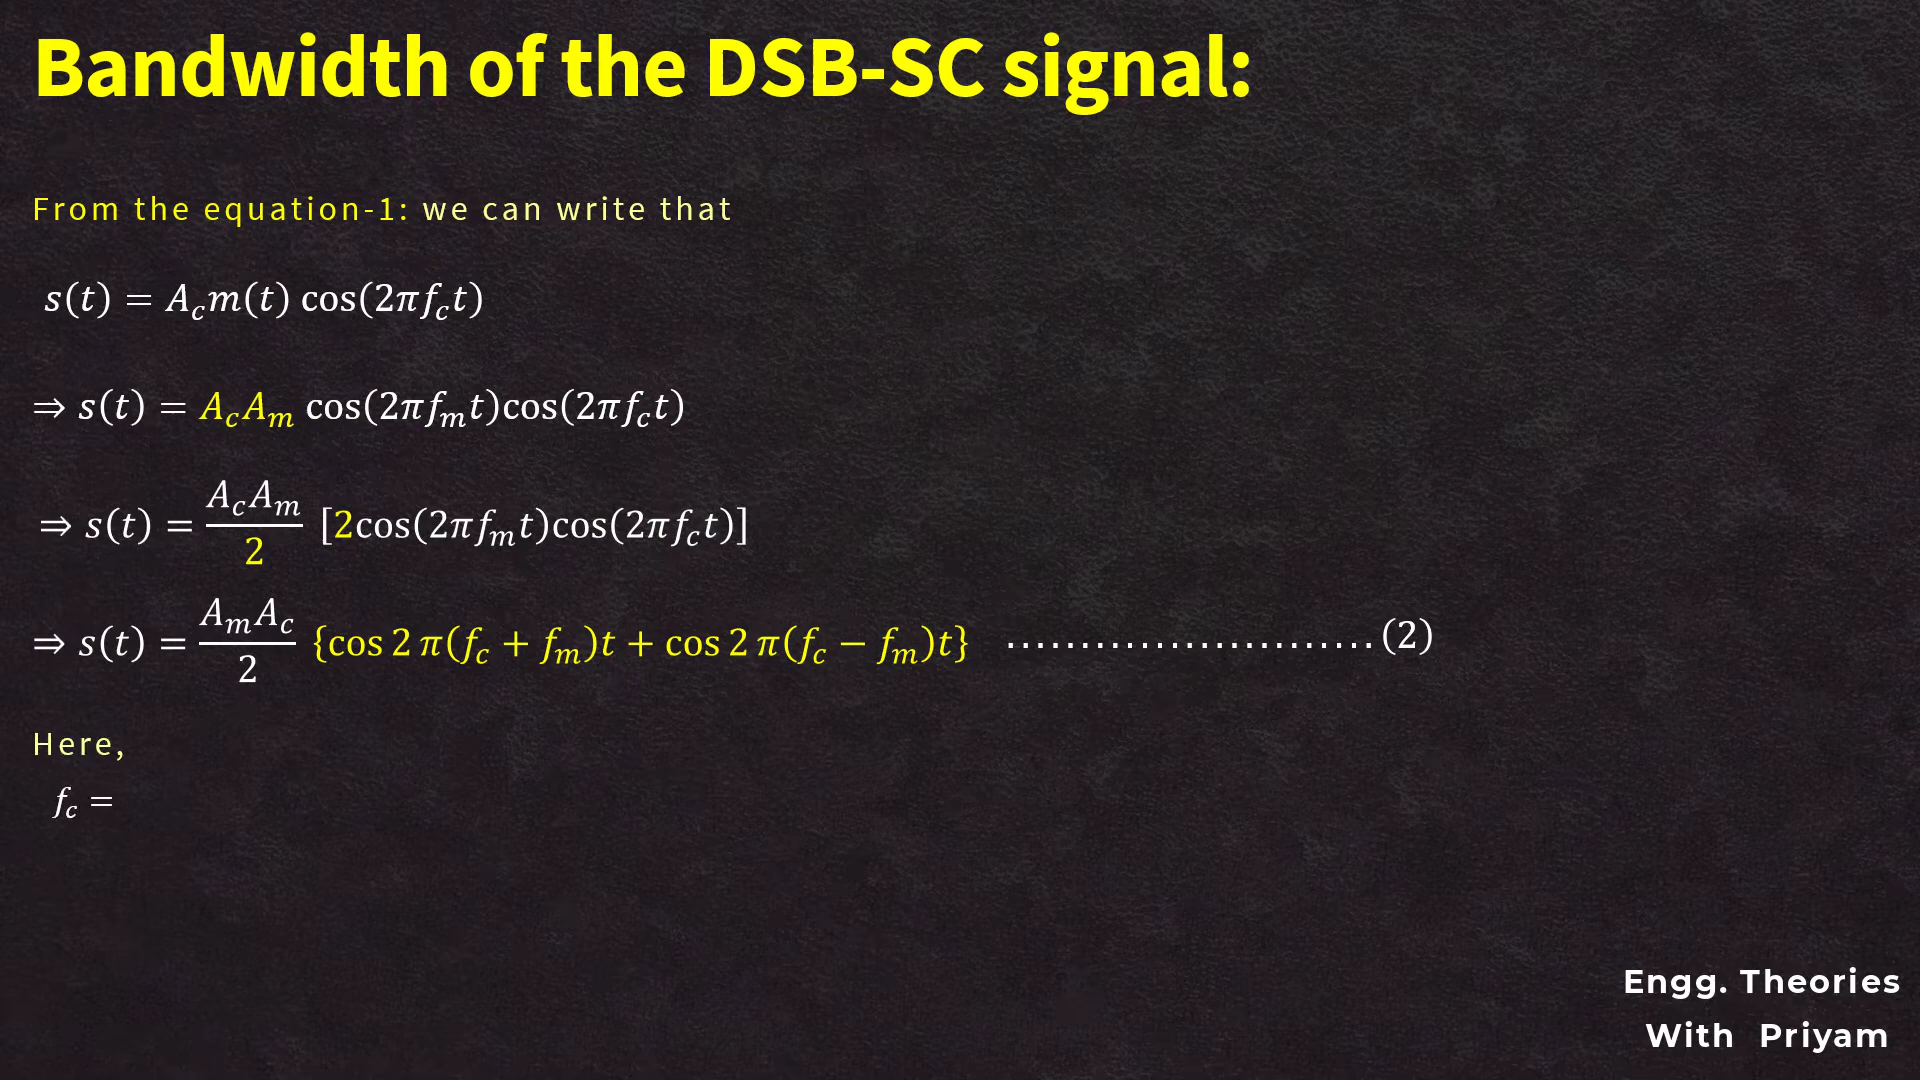 Bandwidth of the DSB-SC signal:
From the equation-1: we can write that
s(t) = A_c m(t) cos(2πf_c t)
⇒ s(t) = A_c A_m cos(2πf_m t)cos(2πf_c t)
⇒ s(t) = A_c A_m / 2 [2cos(2πf_m t)cos(2πf_c t)]
⇒ s(t) = A_m A_c / 2 {cos 2 π(f_c + f_m)t + cos 2 π(f_c − f_m)t} ........................(2)
Here,
f_c =
Engg. Theories
With Priyam